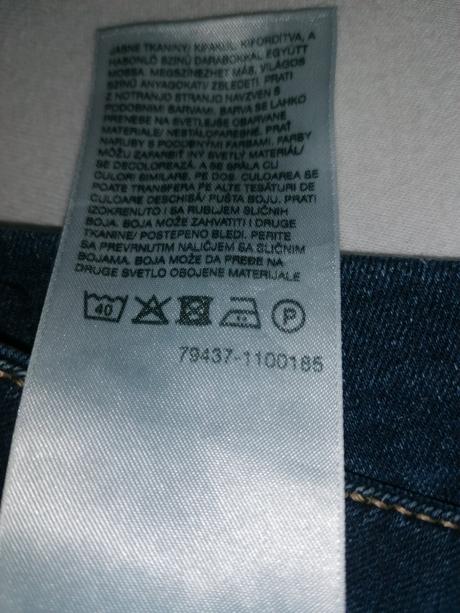 JASNE TKANINY/ KIFAKUL, KIFORDÍTVA, A
HASONLÓ SZÍNŰ DARABOKKAL EGYÜTT
MOSSA. MEGSZÍNEZHET MÁS, VILÁGOS
SZÍNŰ ANYAGOKAT/ ZBLEDETI. PRATI
Z NOTRANJO STRANJO NAVZVEN S
PODOBNIMI BARVAMI. BARVA SE LAHKO
PRENESE NA SVETLEJŠE OBARVANE
MATERIALE/ NESTÁLOFAREBNÉ. PRAŤ
NARUBY S PODOBNÝMI FARBAMI. FARBY
MÔŽU ZAFARBIŤ INÝ SVETLÝ MATERIÁL/
SE DECOLOREAZĂ. A SE SPĂLA CU
CULORI SIMILARE, PE DOS. CULOAREA SE
POATE TRANSFERA PE ALTE ȚESĂTURI DE
CULOARE DESCHISĂ/ PUŠTA BOJU. PRATI
IZOKRENUTO I SA RUBLJEM SLIČNIH
BOJA. BOJA MOŽE ZAHVATITI I DRUGE
TKANINE/ POSTEPENO BLEDI. PERITE
SA PREVRNUTIM NALIČJEM SA SLIČNIM
BOJAMA. BOJA MOŽE DA PREĐE NA
DRUGE SVETLO OBOJENE MATERIJALE
40 P
79437-1100185